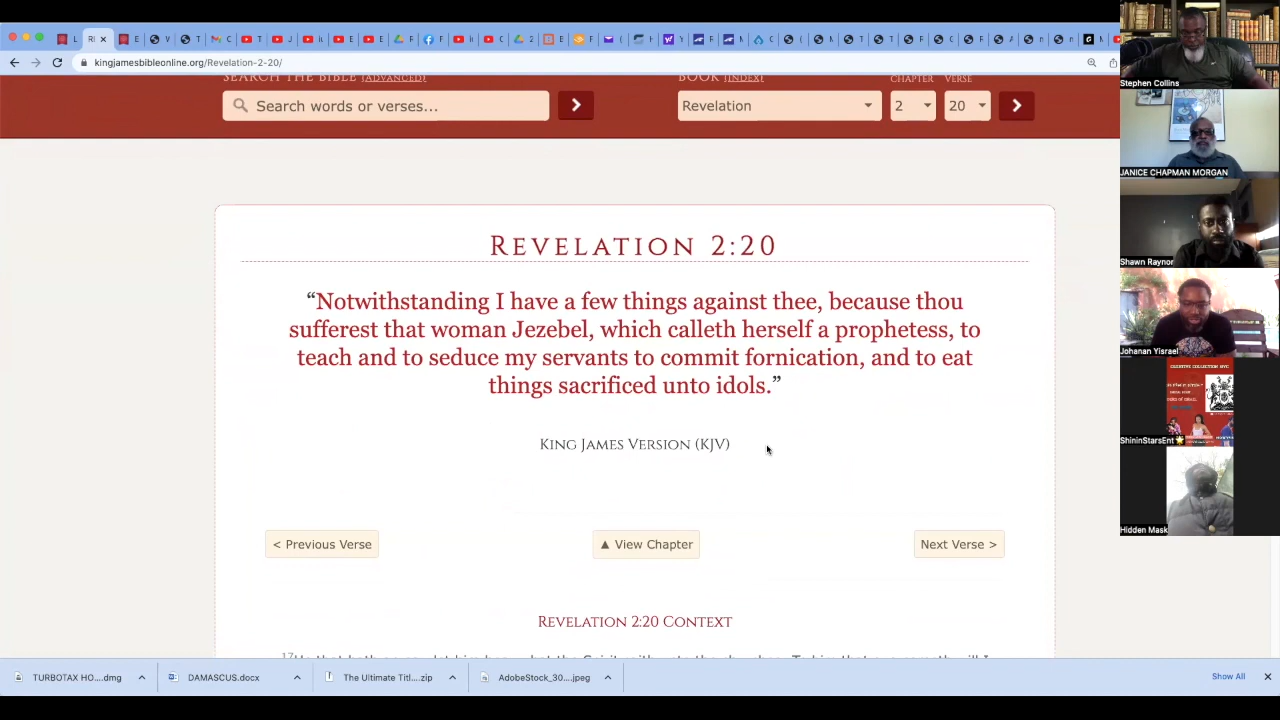 kingjamesbibleonline.org/Revelation-2-20/
SEARCH THE BIBLE (ADVANCED)
BOOK (INDEX)
CHAPTER
VERSE
Search words or verses...
Revelation
2
20
REVELATION 2:20
“Notwithstanding I have a few things against thee, because thou
sufferest that woman Jezebel, which calleth herself a prophetess, to
teach and to seduce my servants to commit fornication, and to eat
things sacrificed unto idols.”
KING JAMES VERSION (KJV)
< Previous Verse
▲ View Chapter
Next Verse >
REVELATION 2:20 CONTEXT
TURBOTAX HO....dmg
DAMASCUS.docx
The Ultimate Titl....zip
AdobeStock_30....jpeg
Show All
Stephen Collins
JANICE CHAPMAN MORGAN
Shawn Raynor
Johanan Yisrael
ShininStarsEnt
Hidden Mask